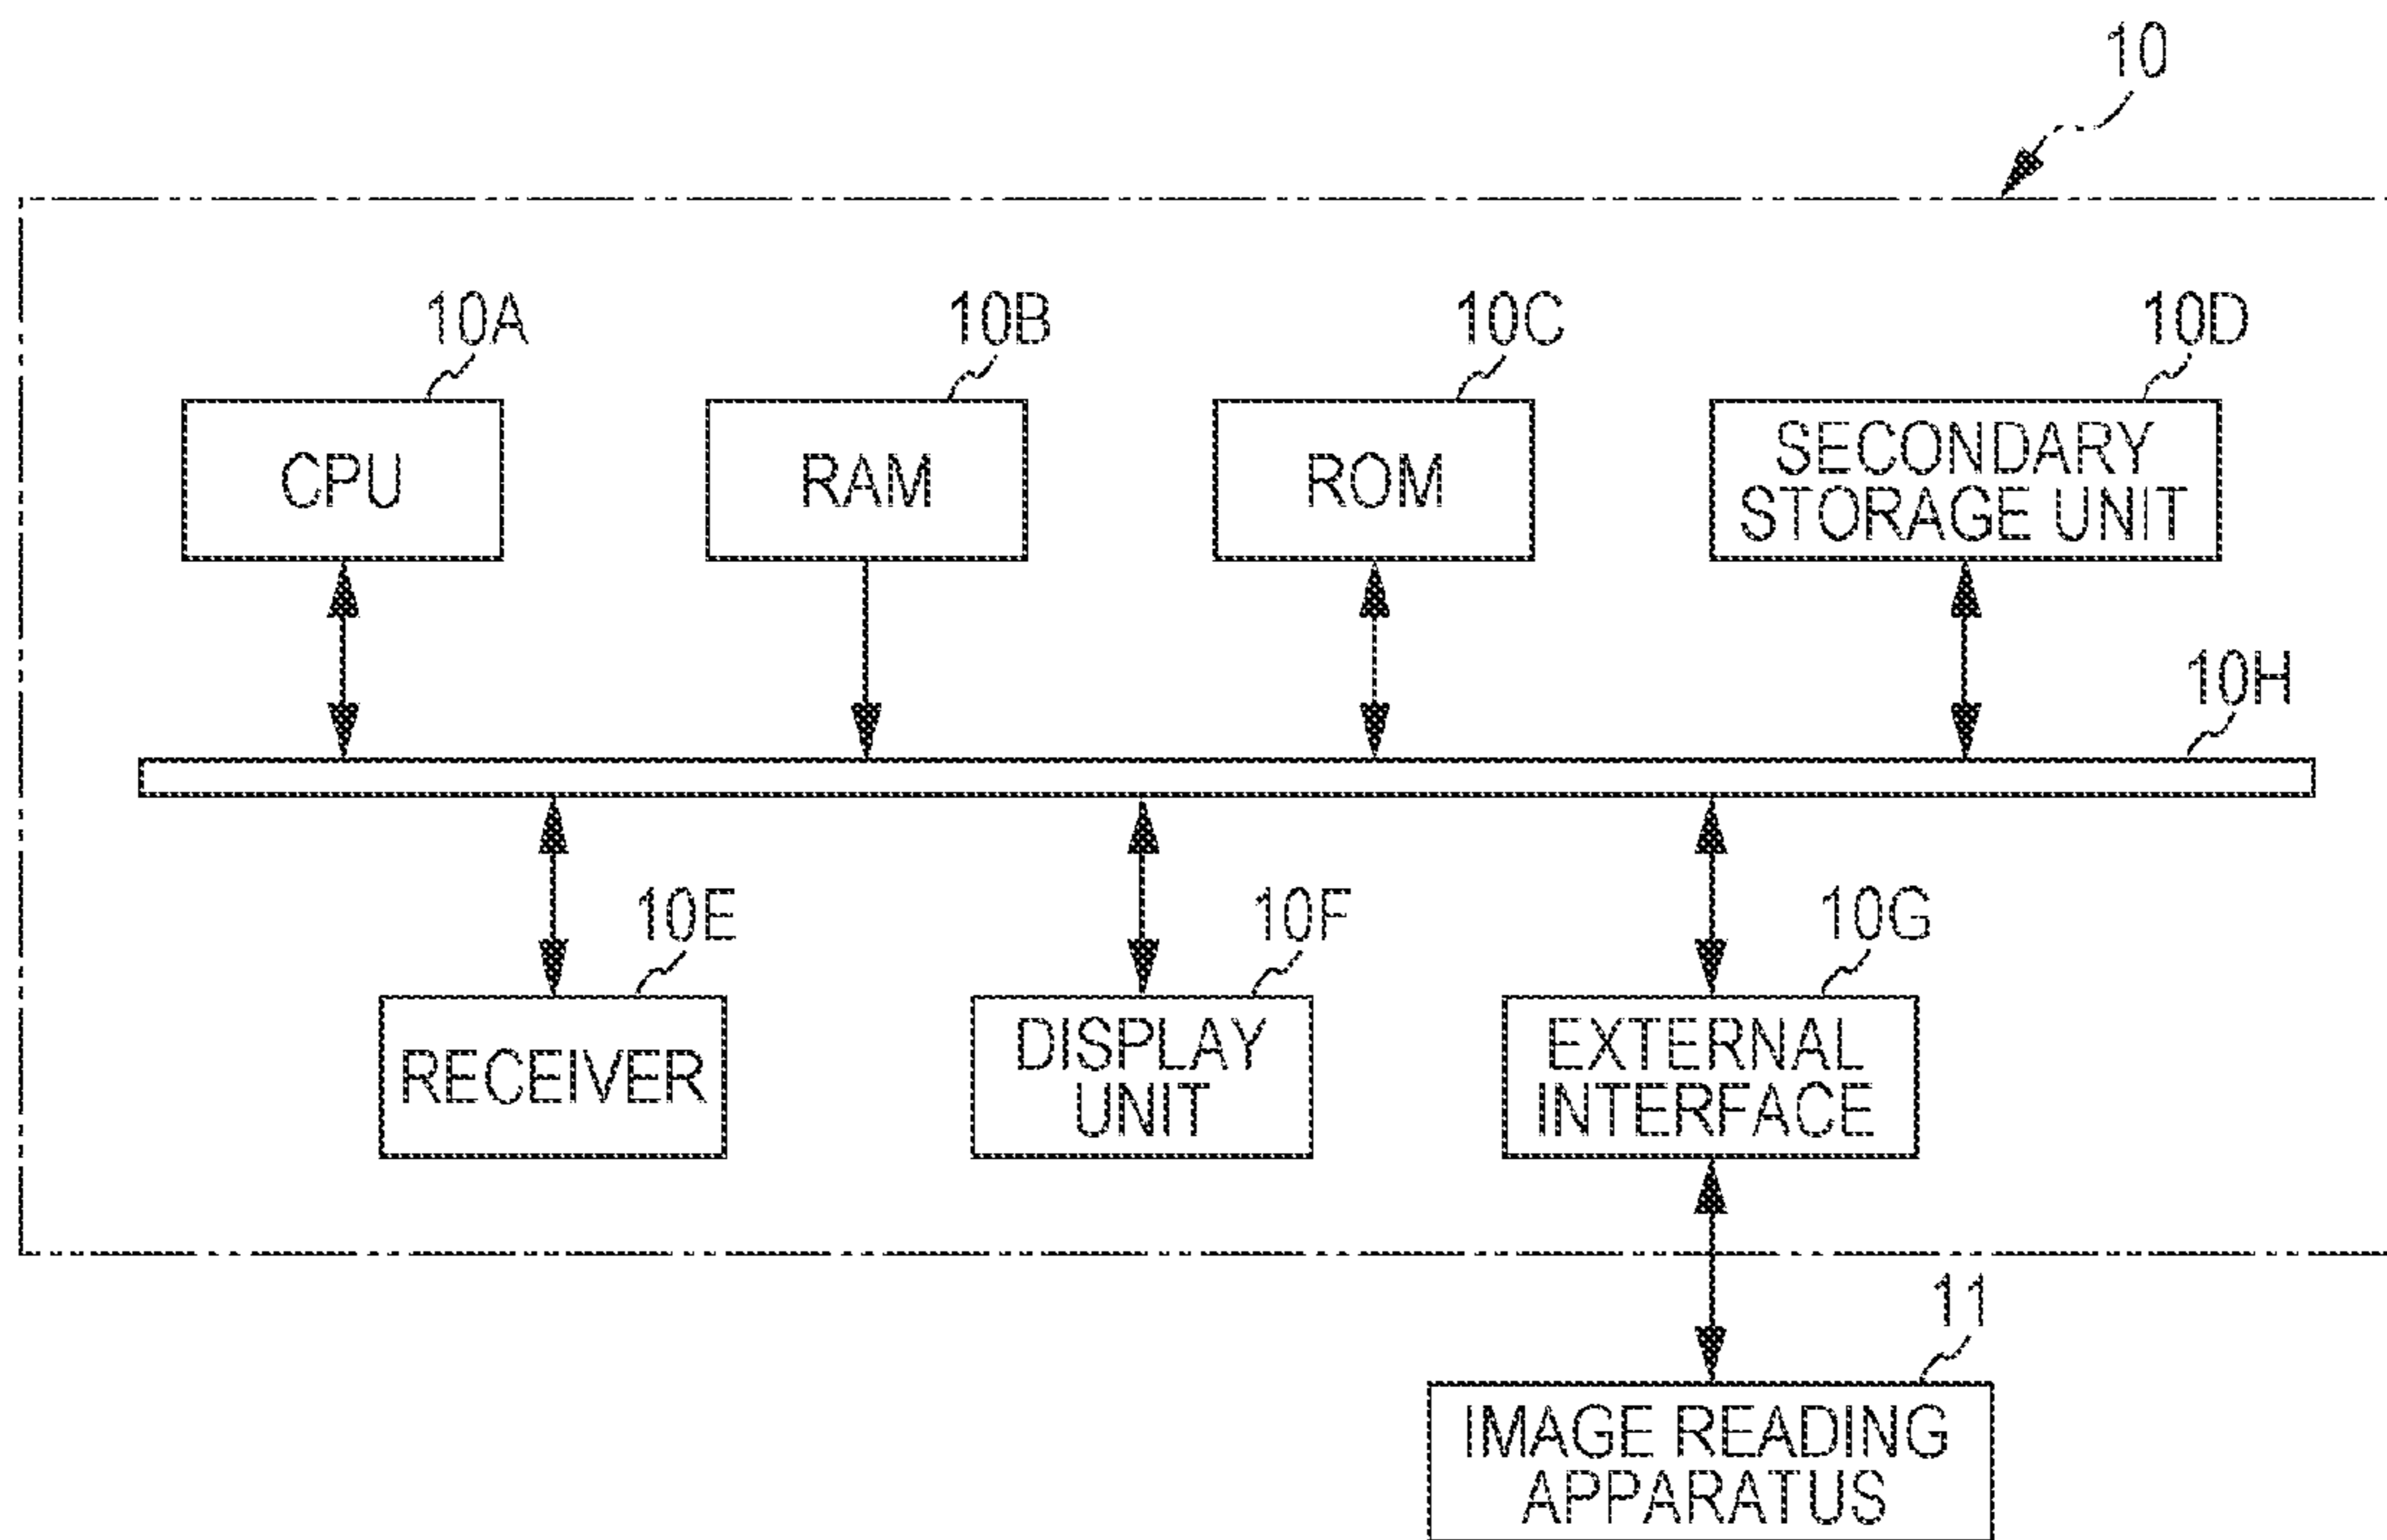 10
10A
10B
10C
10D
CPU
RAM
ROM
SECONDARY
STORAGE UNIT
10H
10E
10F
10G
RECEIVER
DISPLAY
UNIT
EXTERNAL
INTERFACE
11
IMAGE READING
APPARATUS